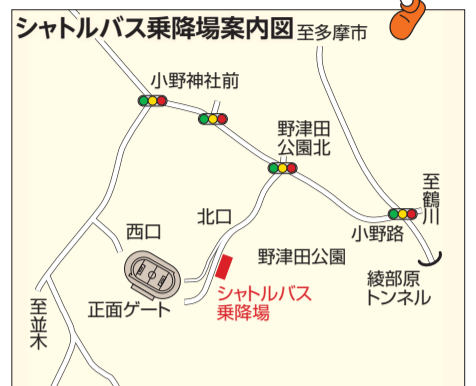 シャトルバス乗降場案内図
至多摩市
小野神社前
野津田
公園北
至鶴川
北口
小野路
西口
野津田公園
綾部原
トンネル
シャトルバス
乗降場
正面ゲート
至並木